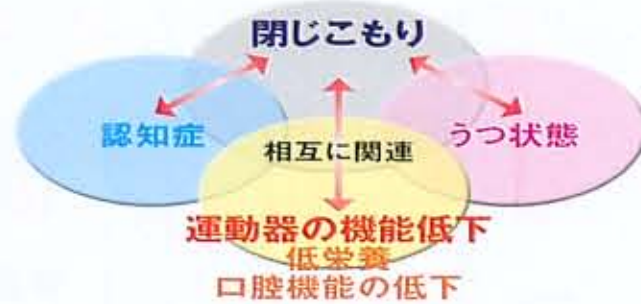 閉じこもり
認知症
相互に関連
うつ状態
運動器の機能低下
低栄養
口腔機能の低下